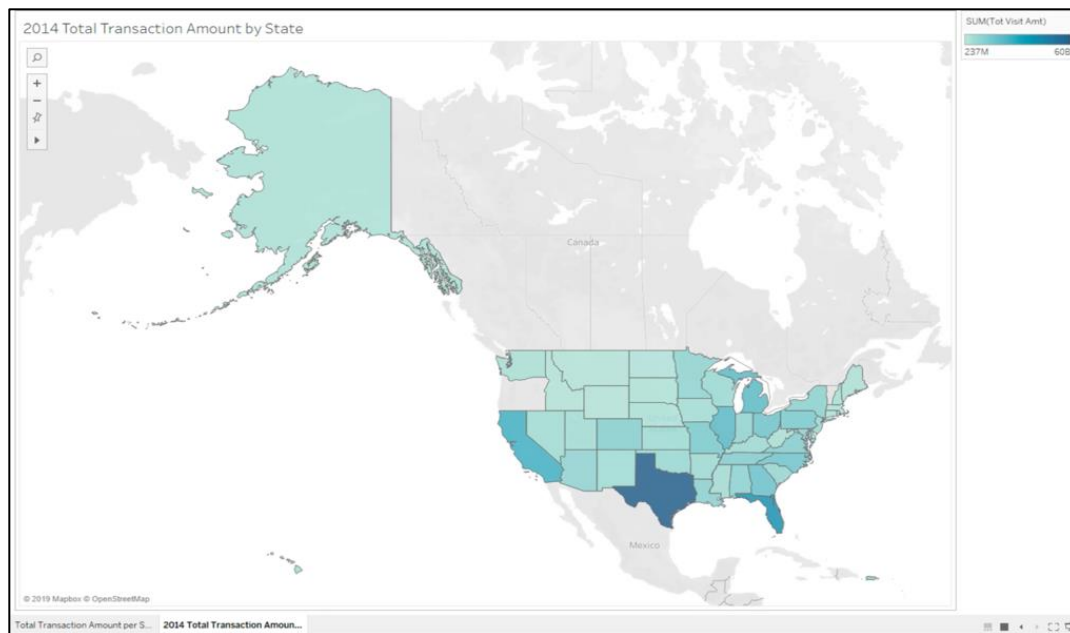 2014 Total Transaction Amount by State
SUM(Tot Visit Amt)
237M 60B
Canada
Mexico
© 2019 Mapbox © OpenStreetMap
Total Transaction Amount per S... 2014 Total Transaction Amoun...